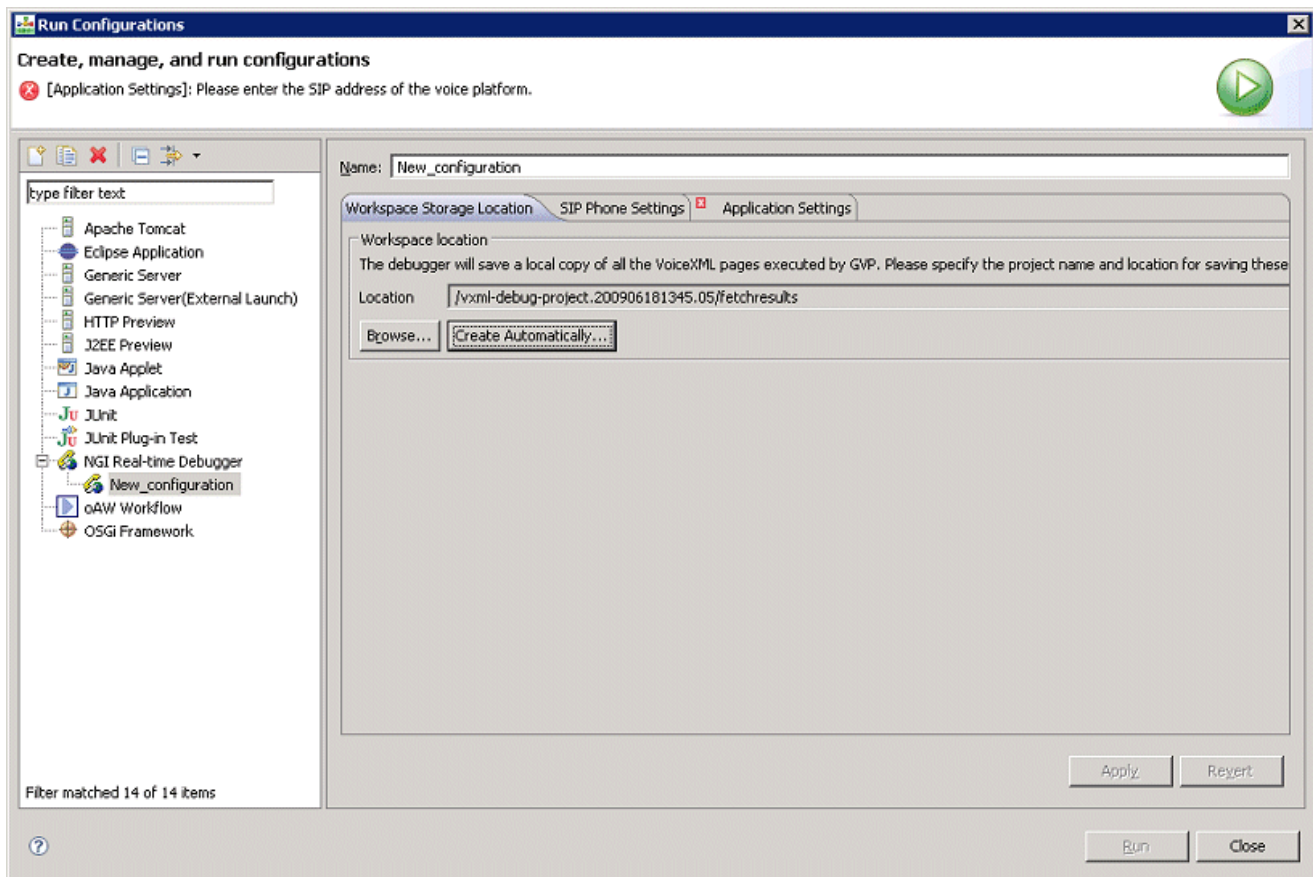 Run Configurations
Create, manage, and run configurations
[Application Settings]: Please enter the SIP address of the voice platform.
type filter text
Apache Tomcat
Eclipse Application
Generic Server
Generic Server(External Launch)
HTTP Preview
J2EE Preview
Java Applet
Java Application
Ju JUnit
Ju JUnit Plug-in Test
NGI Real-time Debugger
New_configuration
oAW Workflow
OSGi Framework
Filter matched 14 of 14 items
Name: New_configuration
Workspace Storage Location SIP Phone Settings Application Settings
Workspace location
The debugger will save a local copy of all the VoiceXML pages executed by GVP. Please specify the project name and location for saving these
Location /vxml-debug-project.200906181345.05/fetchresults
Browse... Create Automatically...
Apply Revert
Run Close